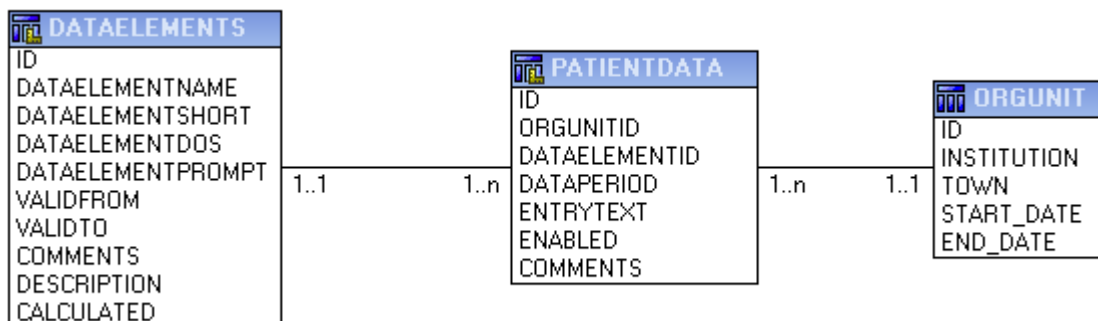 DATAELEMENTS
ID
DATAELEMENTNAME
DATAELEMENTSHORT
DATAELEMENTDOS
DATAELEMENTPROMPT
VALIDFROM
VALIDTO
COMMENTS
DESCRIPTION
CALCULATED
1..1
1..n
PATIENTDATA
ID
ORGUNITID
DATAELEMENTID
DATAPERIOD
ENTRYTEXT
ENABLED
COMMENTS
1..n
1..1
ORGUNIT
ID
INSTITUTION
TOWN
START_DATE
END_DATE